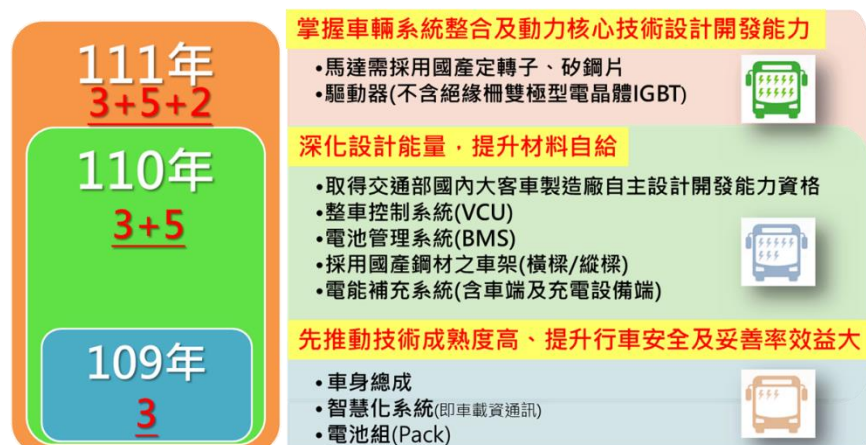 111年
3+5+2
掌握車輛系統整合及動力核心技術設計開發能力
•馬達需採用國產定轉子、矽鋼片
•驅動器(不含絕緣柵雙極型電晶體IGBT)
110年
3+5
深化設計能量，提升材料自給
•取得交通部國內大客車製造廠自主設計開發能力資格
•整車控制系統(VCU)
•電池管理系統(BMS)
•採用國產鋼材之車架(橫樑/縱樑)
•電能補充系統(含車端及充電設備端)
109年
3
先推動技術成熟度高、提升行車安全及妥善率效益大
•車身總成
•智慧化系統(即車載資通訊)
•電池組(Pack)